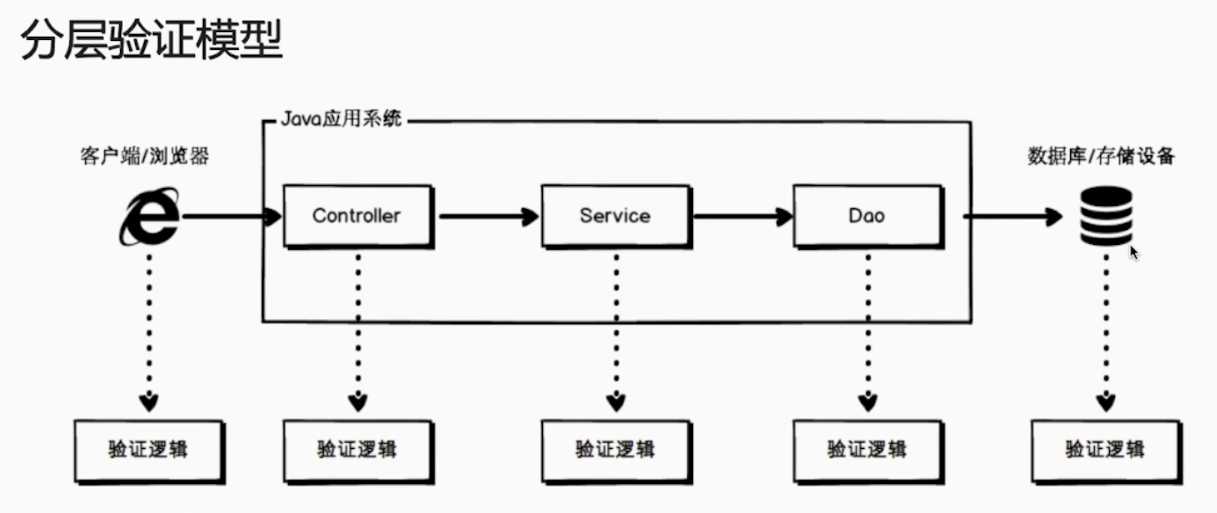 分层验证模型
Java应用系统
客户端/浏览器
数据库/存储设备
Controller
Service
Dao
验证逻辑
验证逻辑
验证逻辑
验证逻辑
验证逻辑